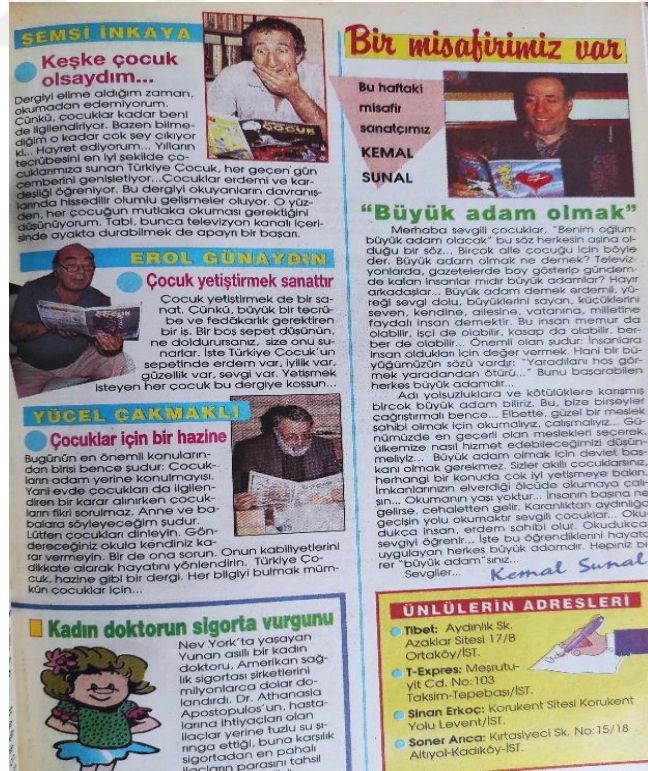 ŞEMSİ İNKAYA
Keşke çocuk
olsaydım...
Dergiyi elime aldığım zaman,
okumadan edemiyorum.
Çünkü, çocuklar kadar beni
de ilgilendiriyor. Bazen bilme-
diğim o kadar çok şey çıkıyor
ki... Hayret ediyorum... Yılların
tecrübesini en iyi şekilde ço-
cuklarımıza sunan Türkiye Çocuk, her geçen gün
çemberini genişletiyor...Çocuklar erdemi ve kar-
deşliği öğreniyor. Bu dergiyi okuyanların davranış-
larında hissedilir olumlu gelişmeler oluyor. O yüz-
den, her çocuğun mutlaka okuması gerektiğini
düşünüyorum. Tabi, bunca televizyon kanalı içeri-
sinde ayakta durabilmek de apayrı bir başarı.
EROL GÜNAYDIN
Çocuk yetiştirmek sanattır
Çocuk yetiştirmek de bir sa-
nat. Çünkü, büyük bir tecrü-
be ve fedâkarlık gerektiren
bir iş. Bir boş sepet düşünün,
ne doldurursanız, size onu su-
narlar. İşte Türkiye Çocuk'un
sepetinde erdem var, iyilik var,
güzellik var, sevgi var. Yetişmek
isteyen her çocuk bu dergiye koşsun...
YÜCEL ÇAKMAKLI
Çocuklar için bir hazine
Bugünün en önemli konuların-
dan birisi bence şudur: Çocuk-
ların adam yerine konulmayışı.
Yani evde çocukları da ilgilen-
diren bir karar alınırken çocuk-
ların fikri sorulmaz. Anne ve ba-
balara söyleyeceğim şudur.
Lütfen çocukları dinleyin. Gön-
dereceğiniz okula kendiniz ka-
rar vermeyin. Bir de ona sorun. Onun kabiliyetlerini
dikkate alarak hayatını yönlendirin. Türkiye Ço-
cuk, hazine gibi bir dergi. Her bilgiyi bulmak müm-
kün çocuklar için...
Kadın doktorun sigorta vurgunu
Nev York'ta yaşayan
Yunan asıllı bir kadın
doktoru, Amerikan sağ-
lık sigortası şirketlerini
milyonlarca dolar do-
landırdı. Dr. Athanasia
Apostopulos'un, hasta-
larına ihtiyaçları olan
ilaçlar yerine tuzlu su şı-
rınga ettiği, buna karşılık
sigortadan en pahalı
ilaçların parasını tahsil
Bir misafirimiz var
Bu haftaki
misafir
sanatçımız
KEMAL
SUNAL
"Büyük adam olmak"
Merhaba sevgili çocuklar, "Benim oğlum
büyük adam olacak" bu söz herkesin aşina ol-
duğu bir söz... Birçok aile çocuğu için böyle
der. Büyük adam olmak ne demek? Televiz-
yonlarda, gazetelerde boy gösterip gündem-
de kalan insanlar mıdır büyük adamlar? Hayır
arkadaşlar... Büyük adam demek erdemli, yü-
reği sevgi dolu, büyüklerini sayan, küçüklerini
seven, kendine, ailesine, vatanına, milletine
faydalı insan demektir. Bu insan memur da
olabilir, işçi de olabilir, kasap da olabilir, ber-
ber de olabilir... Önemli olan şudur: İnsanlara
insan oldukları için değer vermek. Hani bir bü-
yüğümüzün sözü vardır: "Yaradılanı hoş gör-
mek yaradandan ötürü..." Bunu başarabilen
herkes büyük adamdır...
Adı yolsuzluklara ve kötülüklere karışmış
birçok büyük adam biliriz. Bu, bize birşeyler
çağrıştırmalı bence... Elbette, güzel bir meslek
sahibi olmak için okumalıyız, çalışmalıyız... Gü-
nümüzde en geçerli olan meslekleri seçerek,
ülkemize nasıl hizmet edebileceğimizi düşün-
meliyiz... Büyük adam olmak için devlet baş-
kanı olmak gerekmez. Sizler akıllı çocuklarsınız,
herhangi bir konuda çok iyi yetişmeye bakın.
İmkanlarınızın elverdiği ölçüde okumaya çalı-
şın... Okumanın yaşı yoktur... İnsanın başına ne
gelirse, cehaletten gelir. Karanlıktan aydınlığa
geçişin yolu okumaktır sevgili çocuklar... Oku-
dukça insan, erdem sahibi olur. Okudukça
sevgiyi öğrenir... İşte bu öğrendiklerini hayata
uygulayan herkes büyük adamdır. Hepiniz bi-
rer "büyük adam"sınız...
Sevgiler...
Kemal Sunal
ÜNLÜLERİN ADRESLERİ
Tibet: Aydınlık Sk.
Azaklar Sitesi 17/B
Ortaköy/İST.
T-Expres: Meşrutu-
yit Cd. No:103
Taksim-Tepebaşı/İST.
Sinan Erkoç: Korukent Sitesi Korukent
Yolu Levent/İST.
Soner Arıca: Kırtasiyeci Sk. No:15/18
Altıyol-Kadıköy-İST.